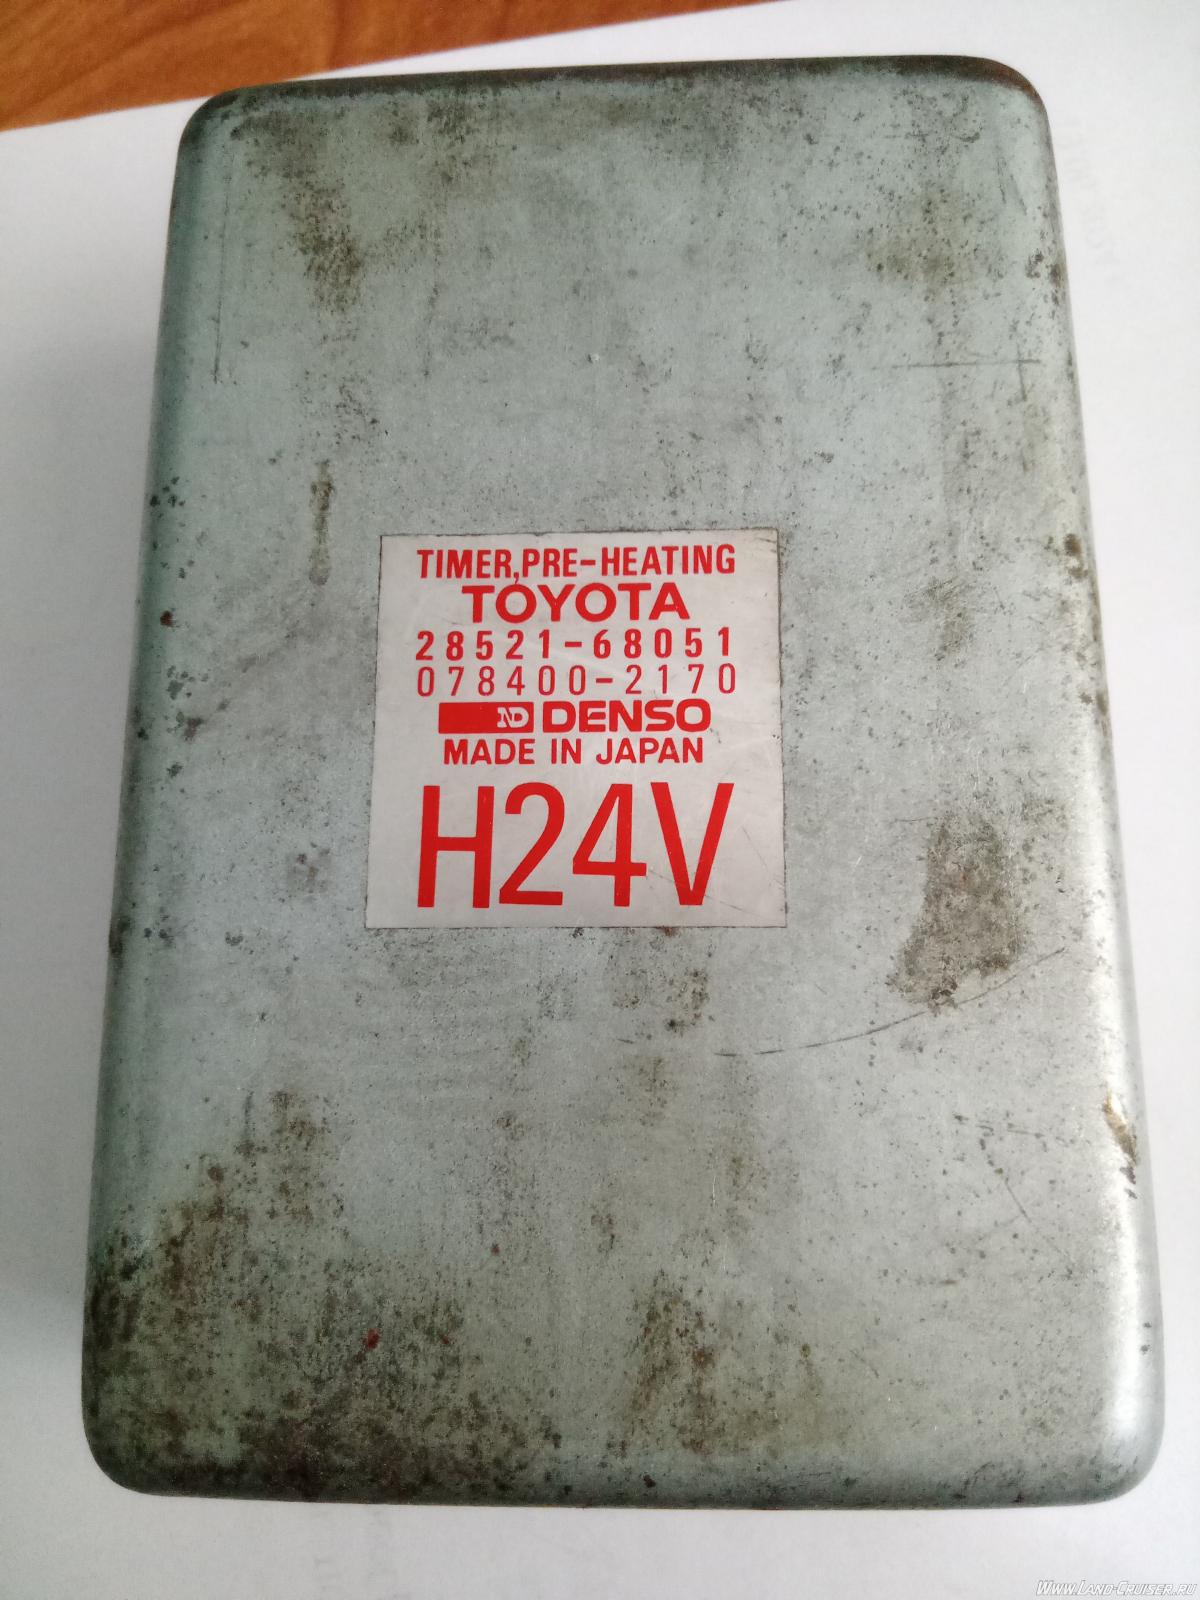 TIMER,PRE-HEATING
TOYOTA
28521-68051
078400-2170
ND DENSO
MADE IN JAPAN
H24V
WWW.LAND-CRUISER.RU